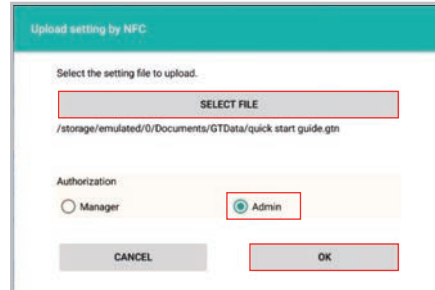 Upload setting by NFC
Select the setting file to upload.
SELECT FILE
/storage/emulated/0/Documents/GTData/quick start guide.gtn
Authorization
Manager Admin
CANCEL OK